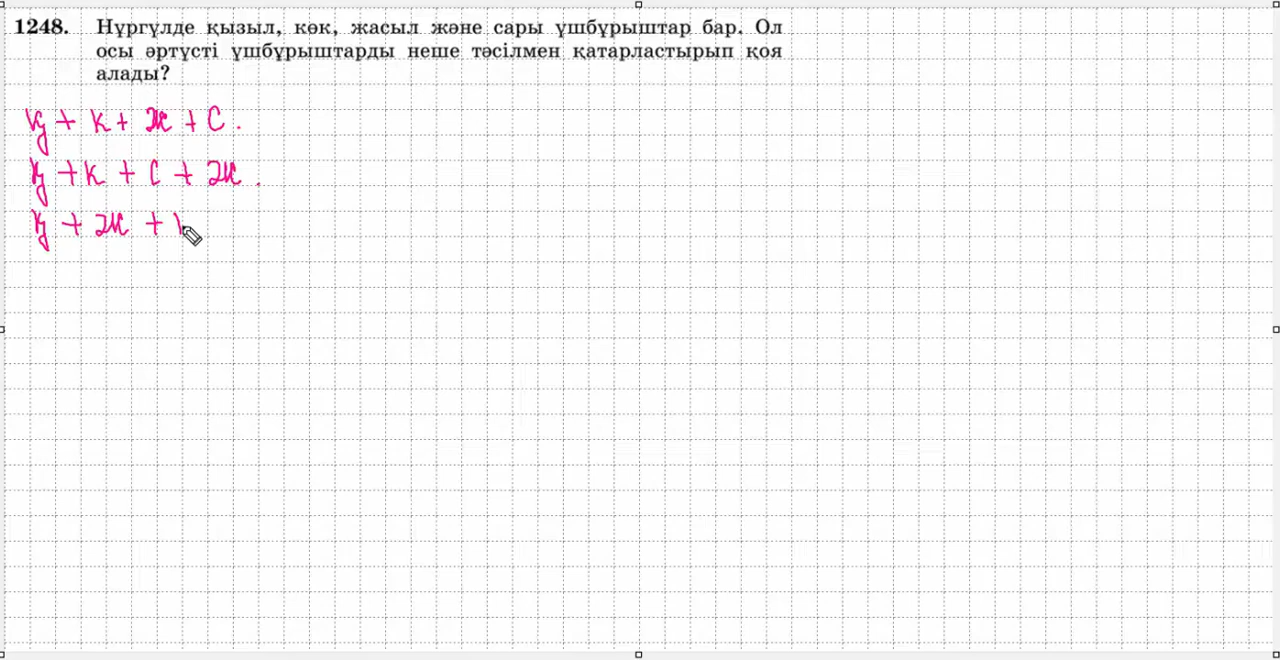 1248. Нұргүлде қызыл, көк, жасыл және сары үшбұрыштар бар. Ол
осы әртүсті үшбұрыштарды неше тәсілмен қатарластырып қоя
алады?
Қ + К + Ж + С.
Қ + К + С + Ж.
Қ + Ж +